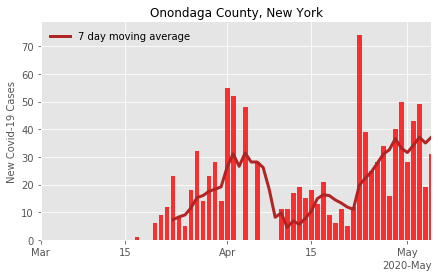 Onondaga County, New York
7 day moving average
New Covid-19 Cases
70
60
50
40
30
20
10
0
Mar
15
Apr
15
May
2020-May